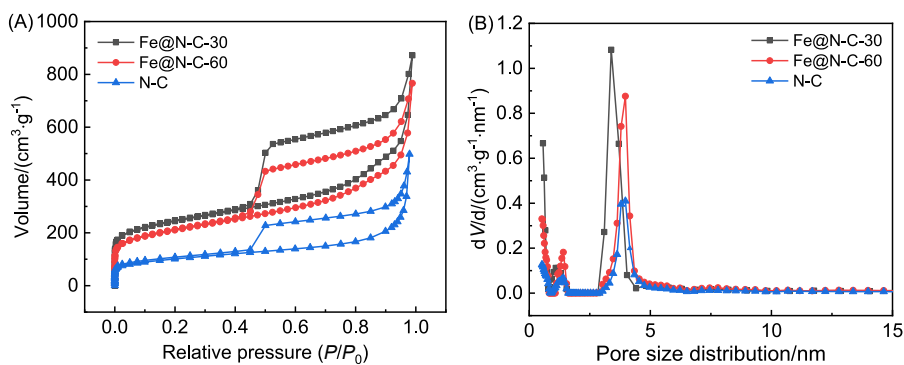 (A)
Fe@N-C-30
Fe@N-C-60
N-C
1000
800
600
400
200
0
Volume/(cm³·g⁻¹)
0.0 0.2 0.4 0.6 0.8 1.0
Relative pressure (P/P₀)
(B)
Fe@N-C-30
Fe@N-C-60
N-C
1.2
1.0
0.8
0.6
0.4
0.2
0.0
dV/d/(cm³·g⁻¹·nm⁻¹)
0 5 10 15
Pore size distribution/nm